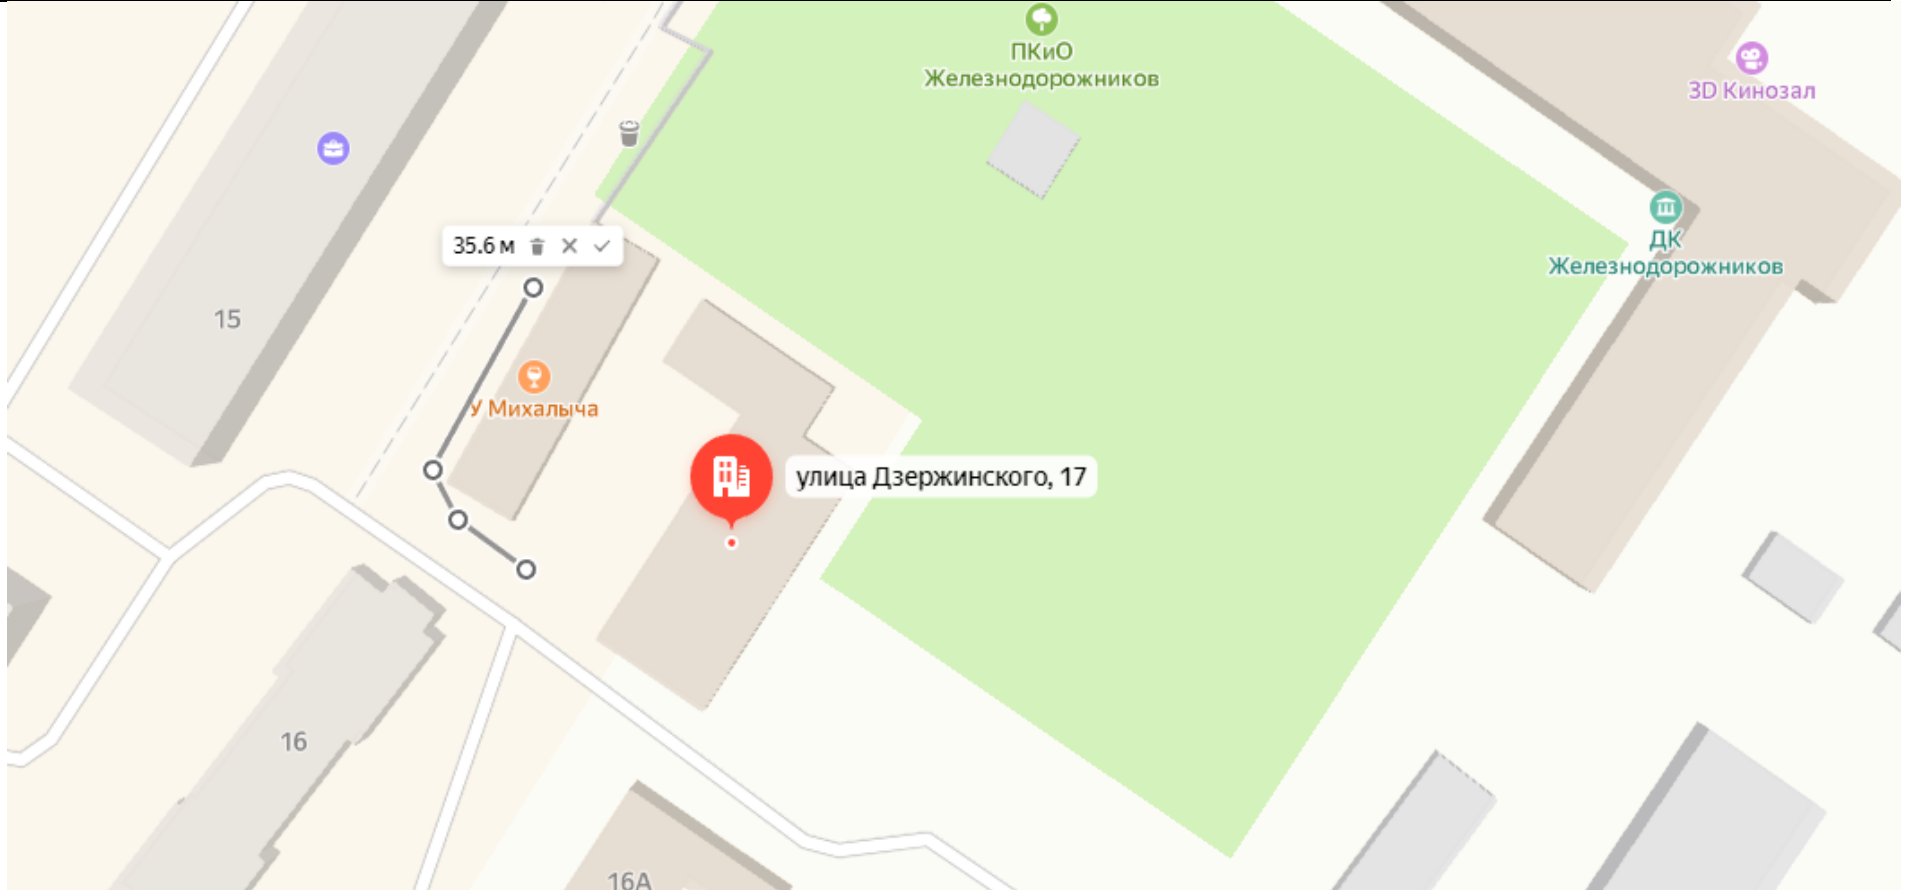 ПКиО
Железнодорожников
3D Кинозал
ДК
Железнодорожников
35.6 м
15
У Михалыча
улица Дзержинского, 17
16
16А